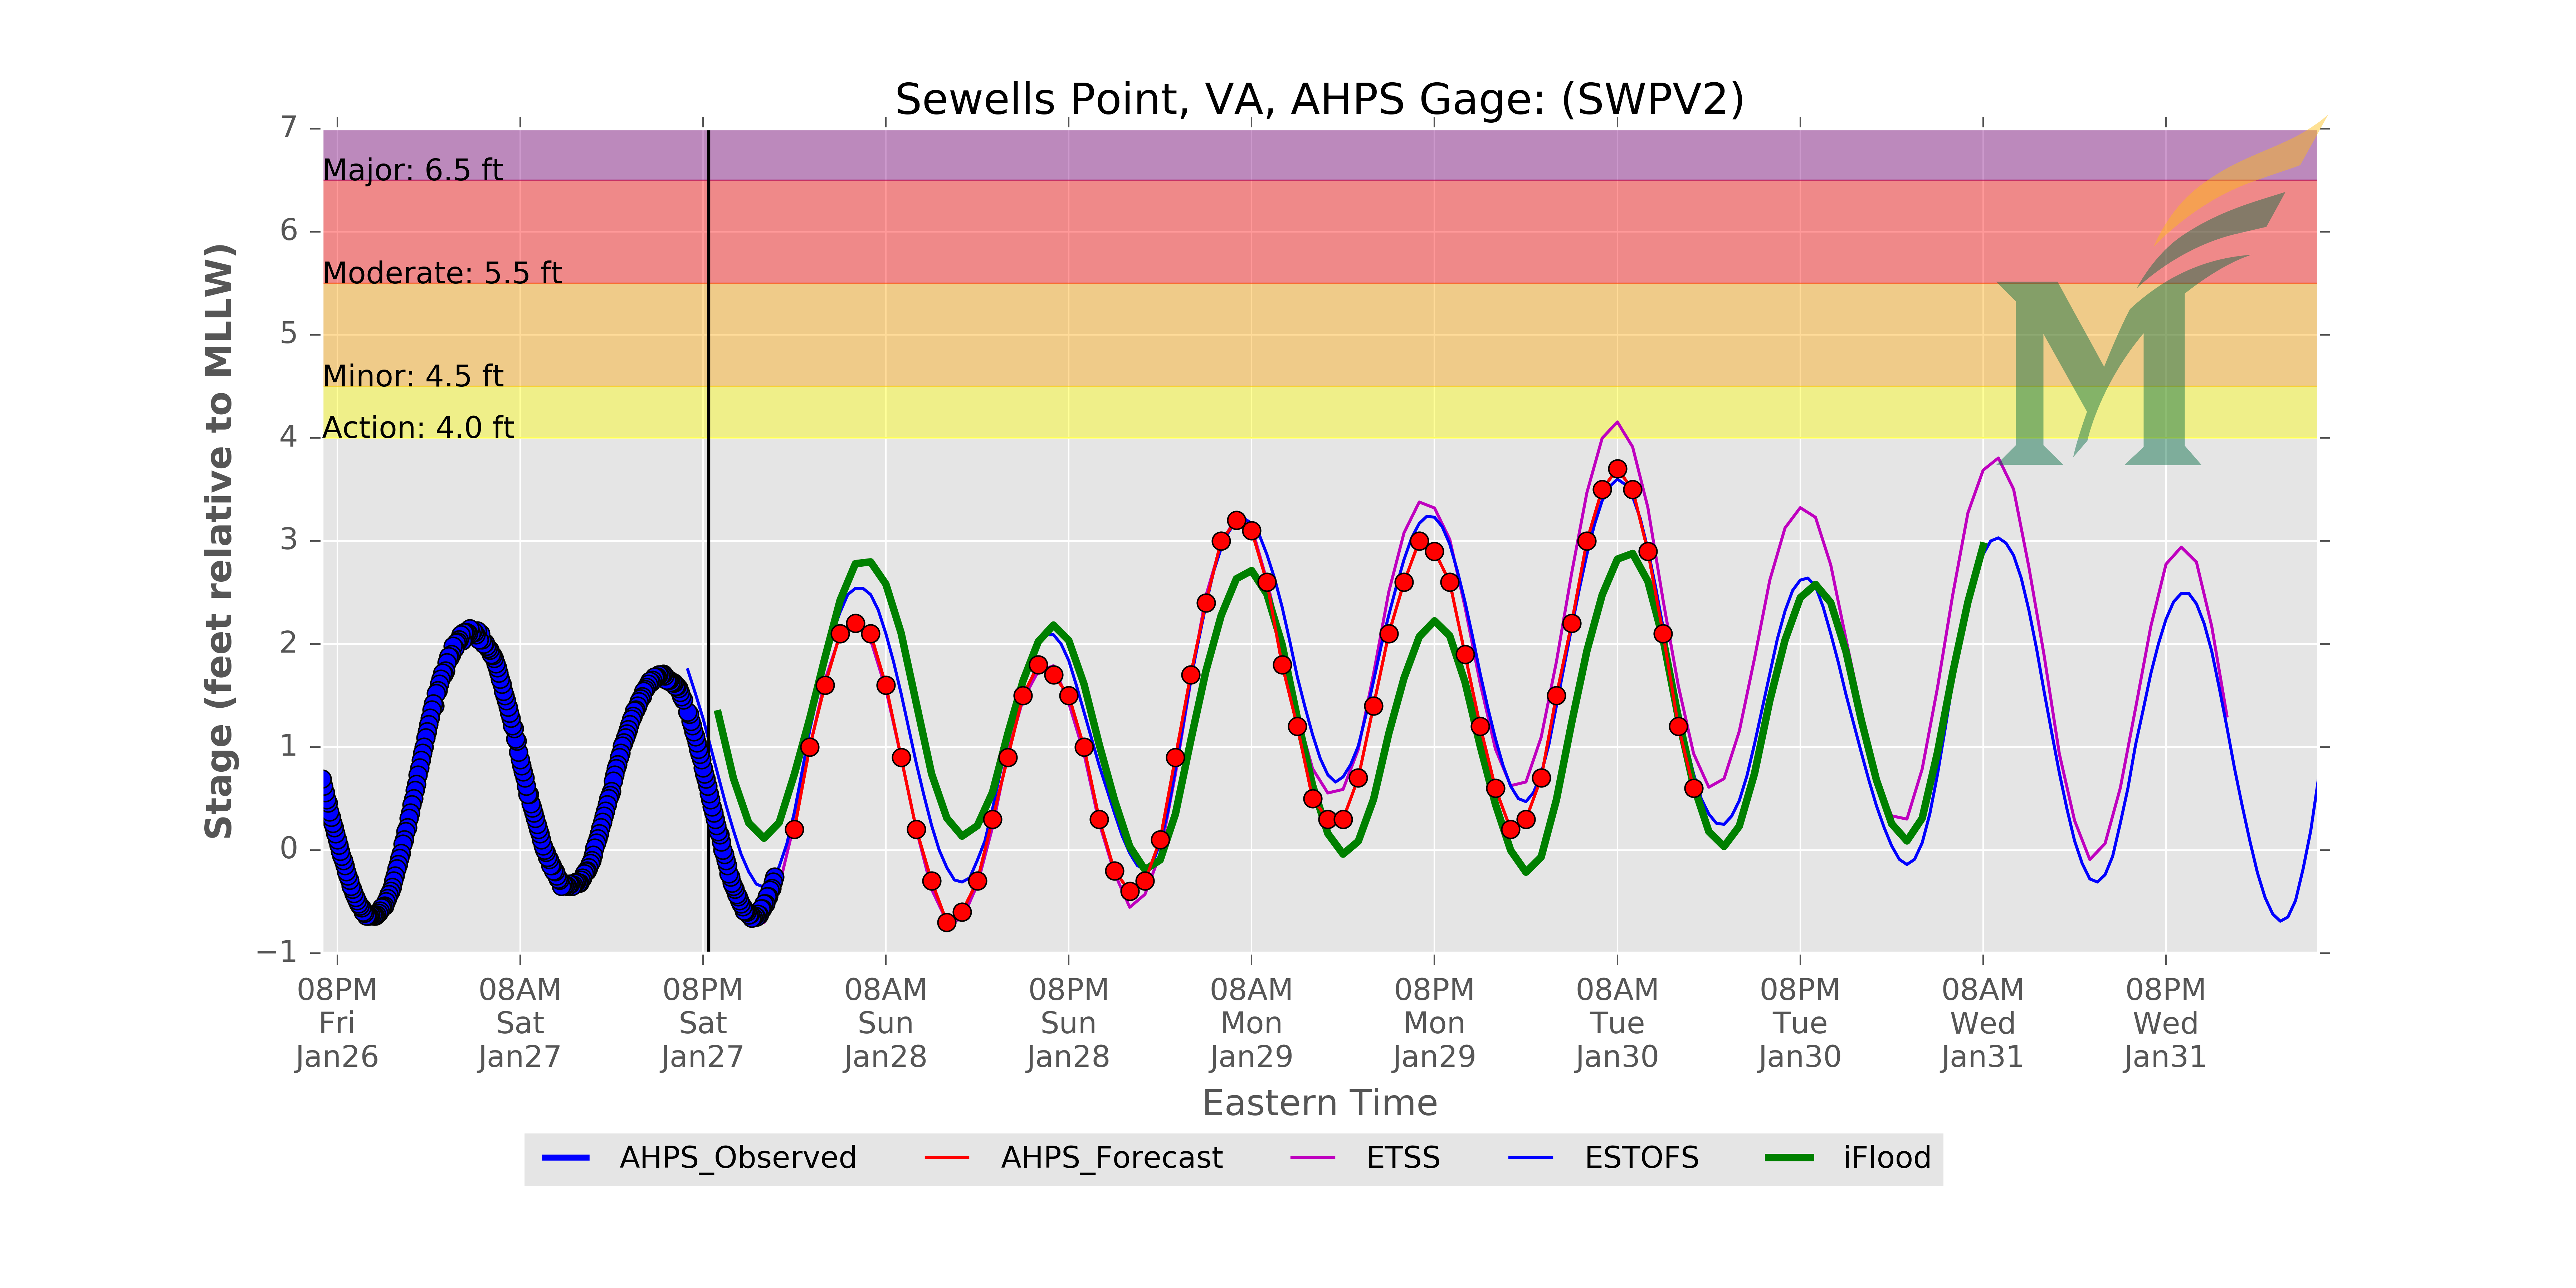 Sewells Point, VA, AHPS Gage: (SWPV2)
Stage (feet relative to MLLW)
7
6
5
4
3
2
1
0
−1
Major: 6.5 ft
Moderate: 5.5 ft
Minor: 4.5 ft
Action: 4.0 ft
M
08PM 08AM 08PM 08AM 08PM 08AM 08PM 08AM 08PM 08AM 08PM
Fri Sat Sat Sun Sun Mon Mon Tue Tue Wed Wed
Jan26 Jan27 Jan27 Jan28 Jan28 Jan29 Jan29 Jan30 Jan30 Jan31 Jan31
Eastern Time
AHPS_Observed AHPS_Forecast ETSS ESTOFS iFlood